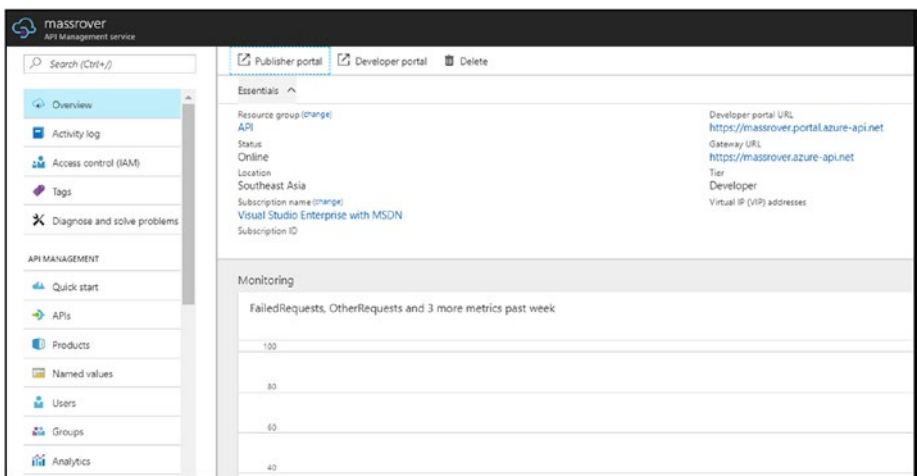 massrover
API Management service
Search (Ctrl+/)
Overview
Activity log
Access control (IAM)
Tags
Diagnose and solve problems
API MANAGEMENT
Quick start
APIs
Products
Named values
Users
Groups
Analytics
Publisher portal Developer portal Delete
Essentials
Resource group (change)
API
Status
Online
Location
Southeast Asia
Subscription name (change)
Visual Studio Enterprise with MSDN
Subscription ID
Developer portal URL
https://massrover.portal.azure-api.net
Gateway URL
https://massrover.azure-api.net
Tier
Developer
Virtual IP (VIP) addresses
Monitoring
FailedRequests, OtherRequests and 3 more metrics past week
100
80
60
40